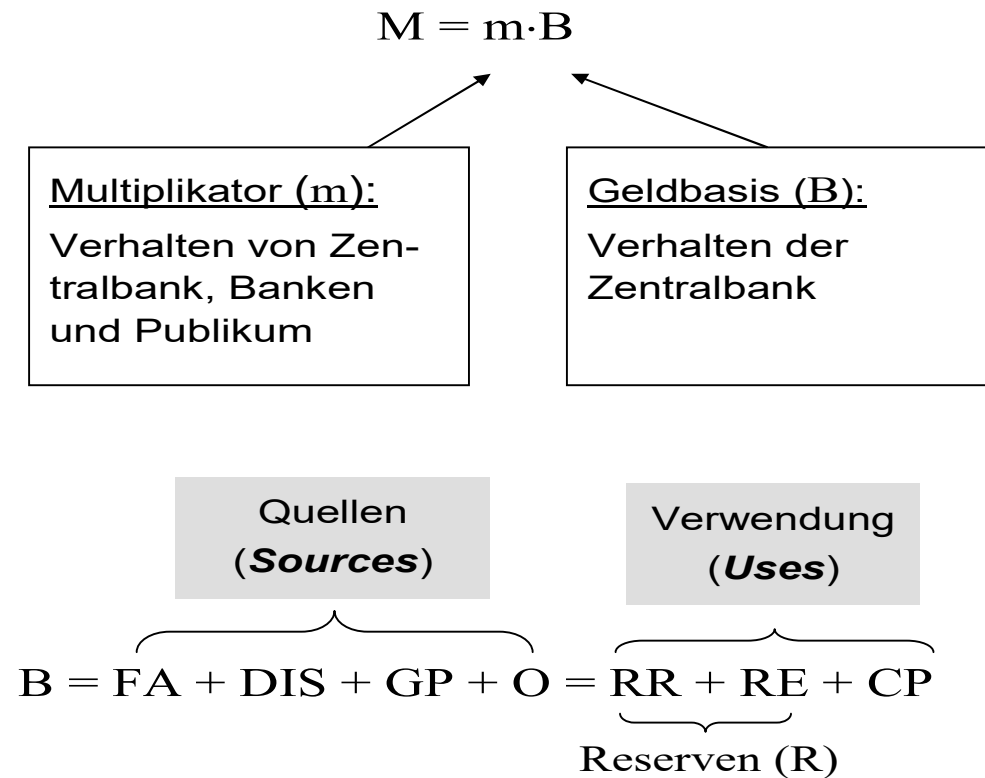 M = m·B
Multiplikator (m):
Verhalten von Zen-
tralbank, Banken
und Publikum
Geldbasis (B):
Verhalten der
Zentralbank
Quellen
(Sources)
Verwendung
(Uses)
B = FA + DIS + GP + O = RR + RE + CP
Reserven (R)